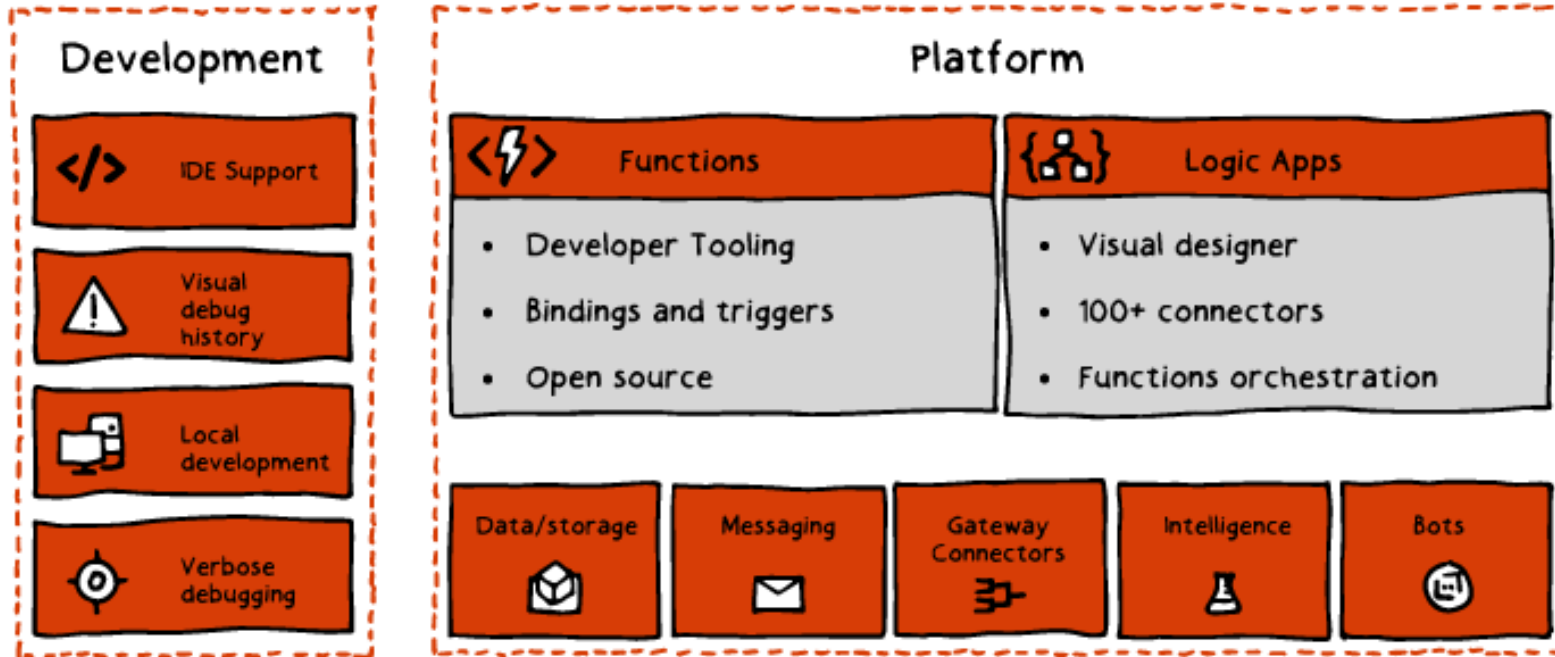 Development
IDE Support
Visual
debug
history
Local
development
Verbose
debugging
Platform
Functions
• Developer Tooling
• Bindings and triggers
• Open source
Logic Apps
• Visual designer
• 100+ connectors
• Functions orchestration
Data/storage
Messaging
Gateway
Connectors
Intelligence
Bots